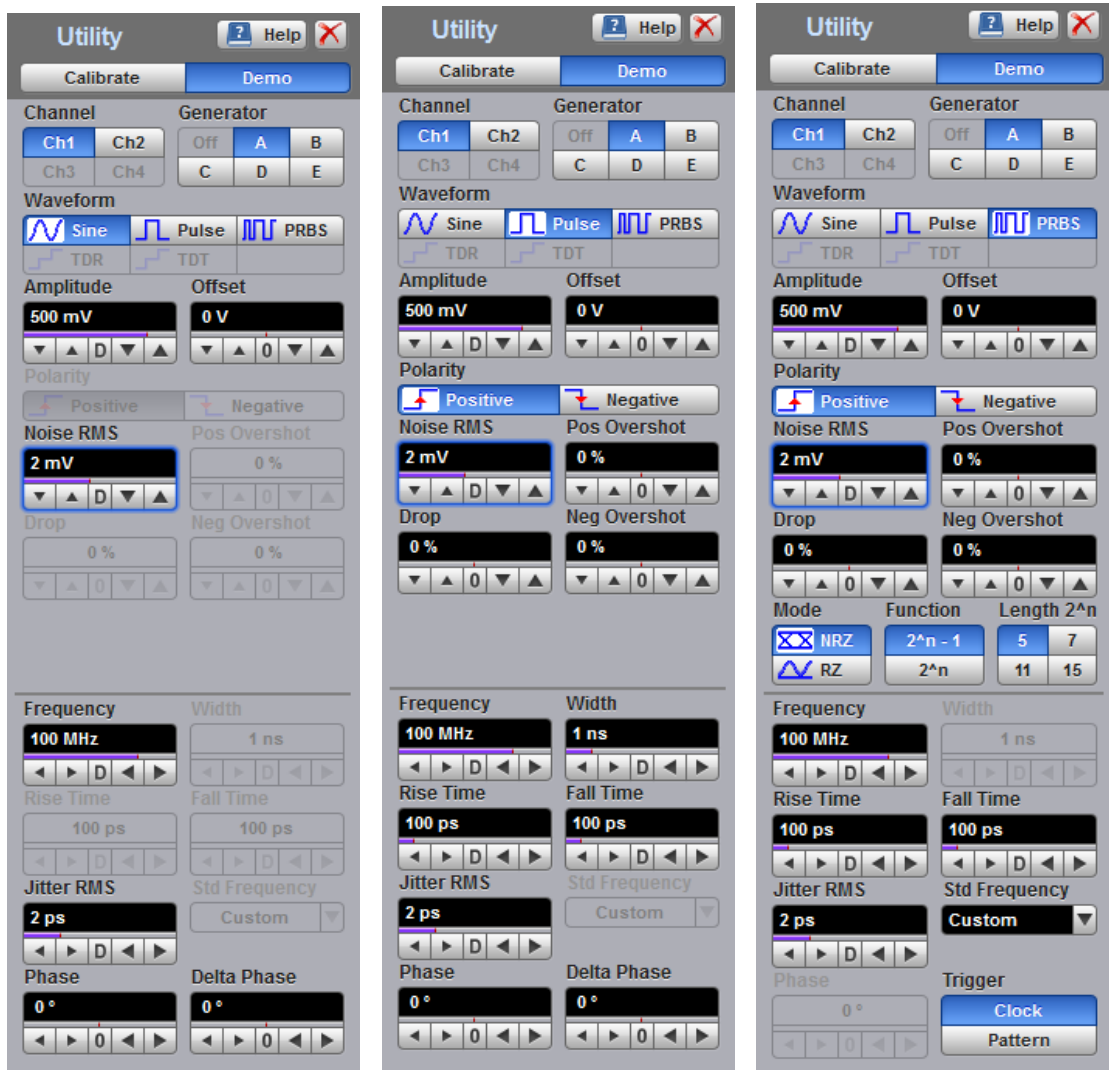 Utility Help
Calibrate Demo
Channel Generator
Ch1 Ch2 Off A B
Ch3 Ch4 C D E
Waveform
Sine Pulse PRBS
TDR TDT
Amplitude Offset
500 mV 0 V
D 0
Polarity
Positive Negative
Noise RMS Pos Overshot
2 mV 0 %
D 0
Drop Neg Overshot
0 % 0 %
0 0
Frequency Width
100 MHz 1 ns
D D
Rise Time Fall Time
100 ps 100 ps
D D
Jitter RMS Std Frequency
2 ps Custom
D
Phase Delta Phase
0 ° 0 °
0 0
Utility Help
Calibrate Demo
Channel Generator
Ch1 Ch2 Off A B
Ch3 Ch4 C D E
Waveform
Sine Pulse PRBS
TDR TDT
Amplitude Offset
500 mV 0 V
D 0
Polarity
Positive Negative
Noise RMS Pos Overshot
2 mV 0 %
D 0
Drop Neg Overshot
0 % 0 %
0 0
Frequency Width
100 MHz 1 ns
D D
Rise Time Fall Time
100 ps 100 ps
D D
Jitter RMS Std Frequency
2 ps Custom
D
Phase Delta Phase
0 ° 0 °
0 0
Utility Help
Calibrate Demo
Channel Generator
Ch1 Ch2 Off A B
Ch3 Ch4 C D E
Waveform
Sine Pulse PRBS
TDR TDT
Amplitude Offset
500 mV 0 V
D 0
Polarity
Positive Negative
Noise RMS Pos Overshot
2 mV 0 %
D 0
Drop Neg Overshot
0 % 0 %
0 0
Mode Function Length 2^n
NRZ 2^n - 1 5 7
RZ 2^n 11 15
Frequency Width
100 MHz 1 ns
D D
Rise Time Fall Time
100 ps 100 ps
D D
Jitter RMS Std Frequency
2 ps Custom
D
Phase Trigger
0 ° Clock
0 Pattern